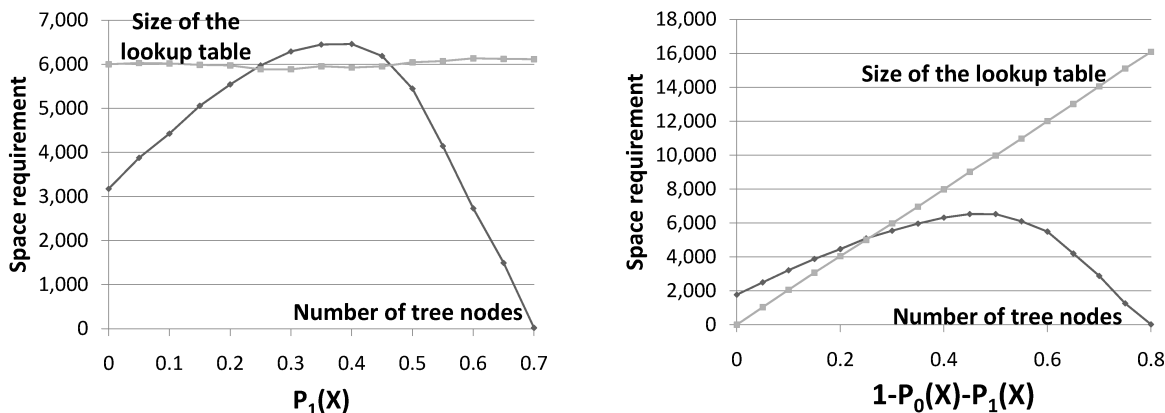 7,000
6,000
5,000
4,000
3,000
2,000
1,000
0
Space requirement
Size of the
lookup table
Number of tree nodes
0 0.1 0.2 0.3 0.4 0.5 0.6 0.7
P1(X)
18,000
16,000
14,000
12,000
10,000
8,000
6,000
4,000
2,000
0
Space requirement
Size of the lookup table
Number of tree nodes
0 0.2 0.4 0.6 0.8
1-P0(X)-P1(X)